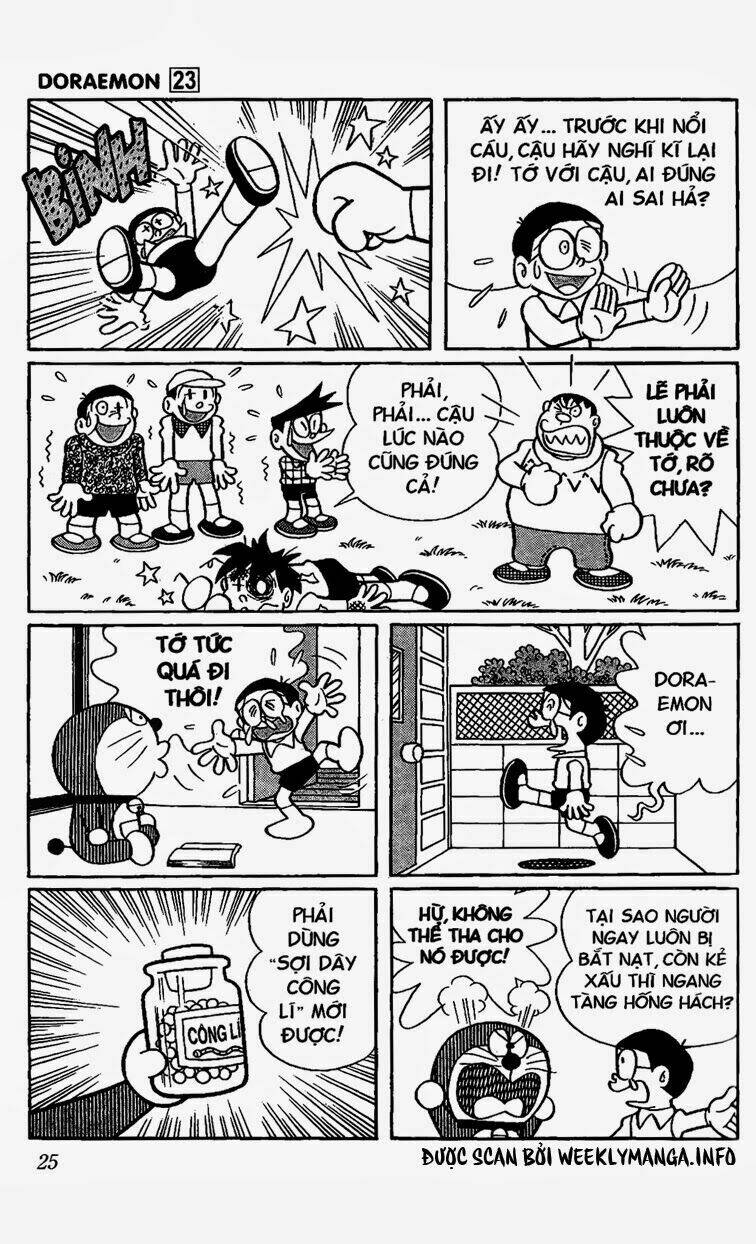 DORAEMON 23
ẤY ẤY... TRƯỚC KHI NỔI
CÁU, CẬU HÃY NGHĨ KĨ LẠI
ĐI! TỚ VỚI CẬU, AI ĐÚNG
AI SAI HẢ?
BÍNH
LẼ PHẢI
LUÔN
THUỘC VỀ
TỚ, RÕ
CHƯA?
PHẢI,
PHẢI... CẬU
LÚC NÀO
CŨNG ĐÚNG
CẢ!
DORA-
EMON
ƠI...
TỚ TỨC
QUÁ ĐI
THÔI!
TẠI SAO NGƯỜI
NGAY LUÔN BỊ
BẮT NẠT, CÒN KẺ
XẤU THÌ NGANG
TÀNG HỐNG HÁCH?
HỪ, KHÔNG
THỂ THA CHO
NÓ ĐƯỢC!
PHẢI
DÙNG
"SỢI DÂY
CÔNG
LÍ" MỚI
ĐƯỢC!
CÔNG LÍ
25
ĐƯỢC SCAN BỞI WEEKLYMANGA.INFO